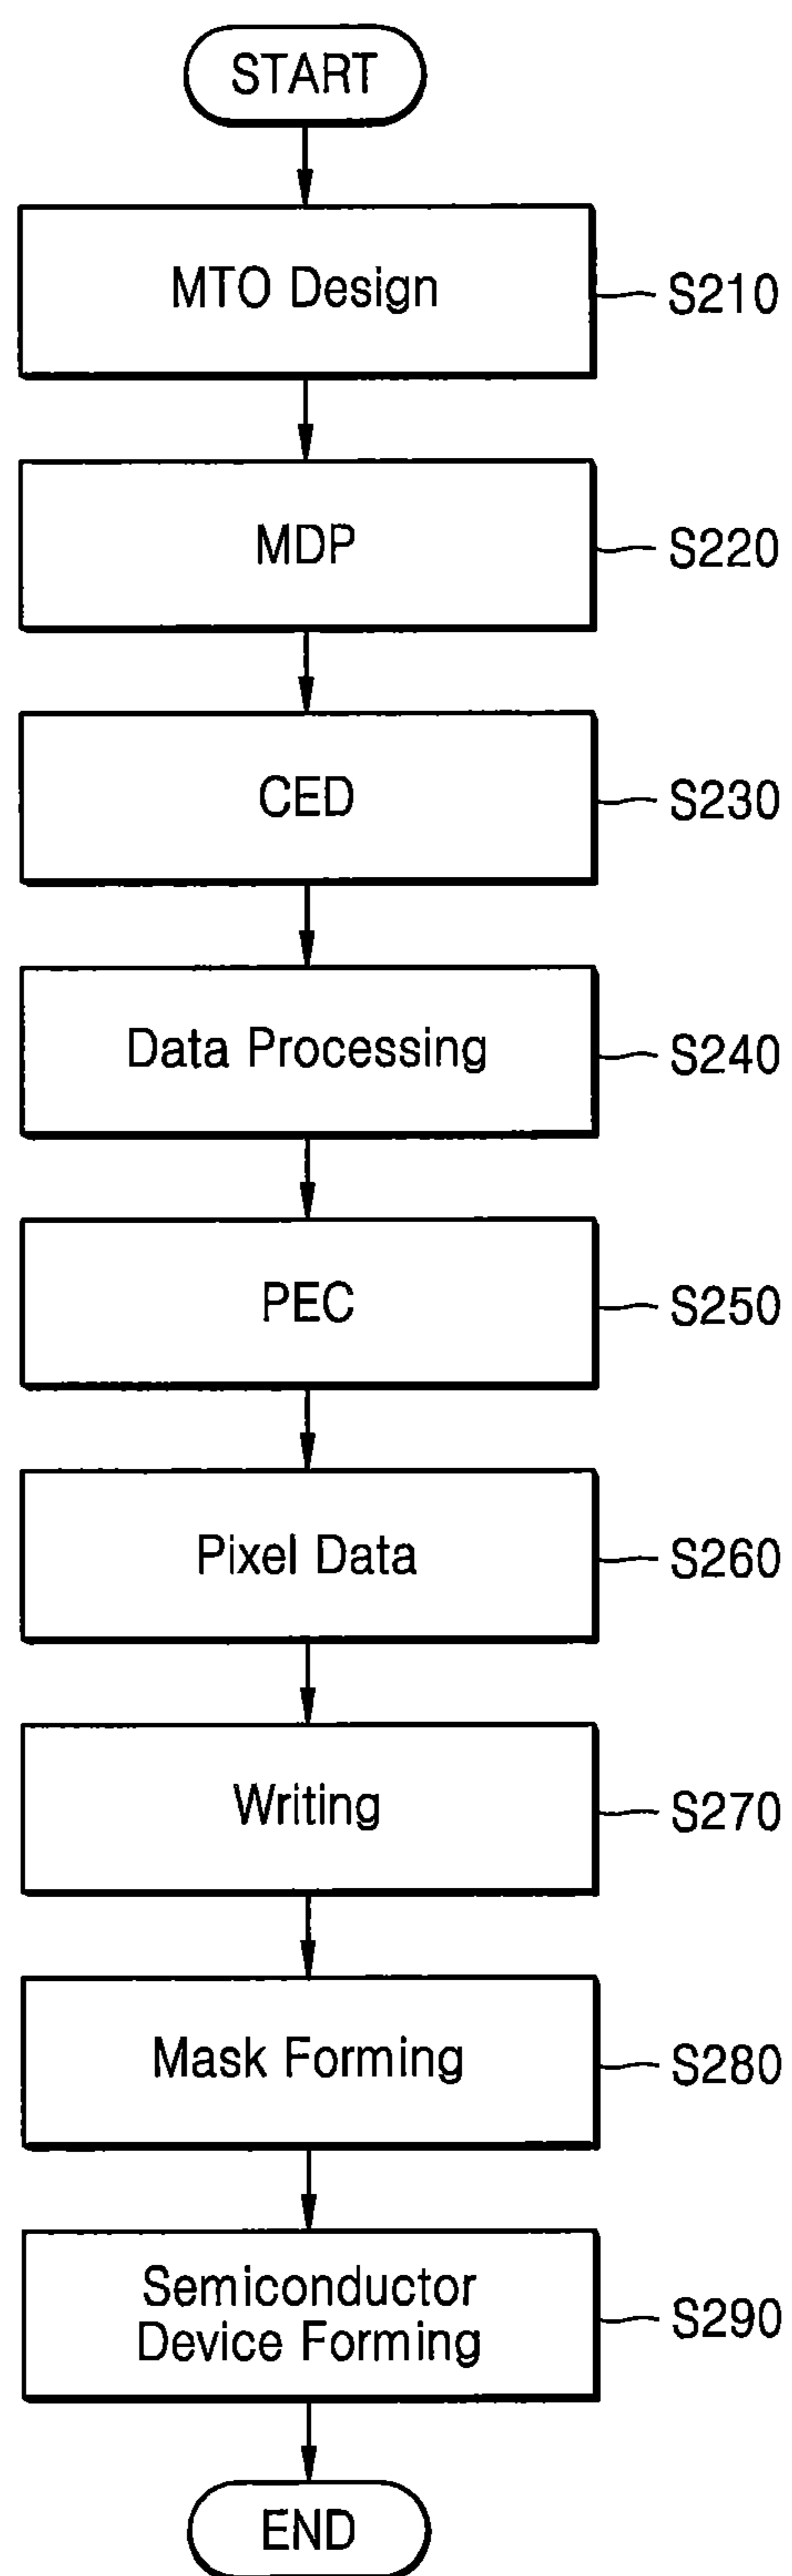 START
MTO Design
S210
MDP
S220
CED
S230
Data Processing
S240
PEC
S250
Pixel Data
S260
Writing
S270
Mask Forming
S280
Semiconductor
Device Forming
S290
END